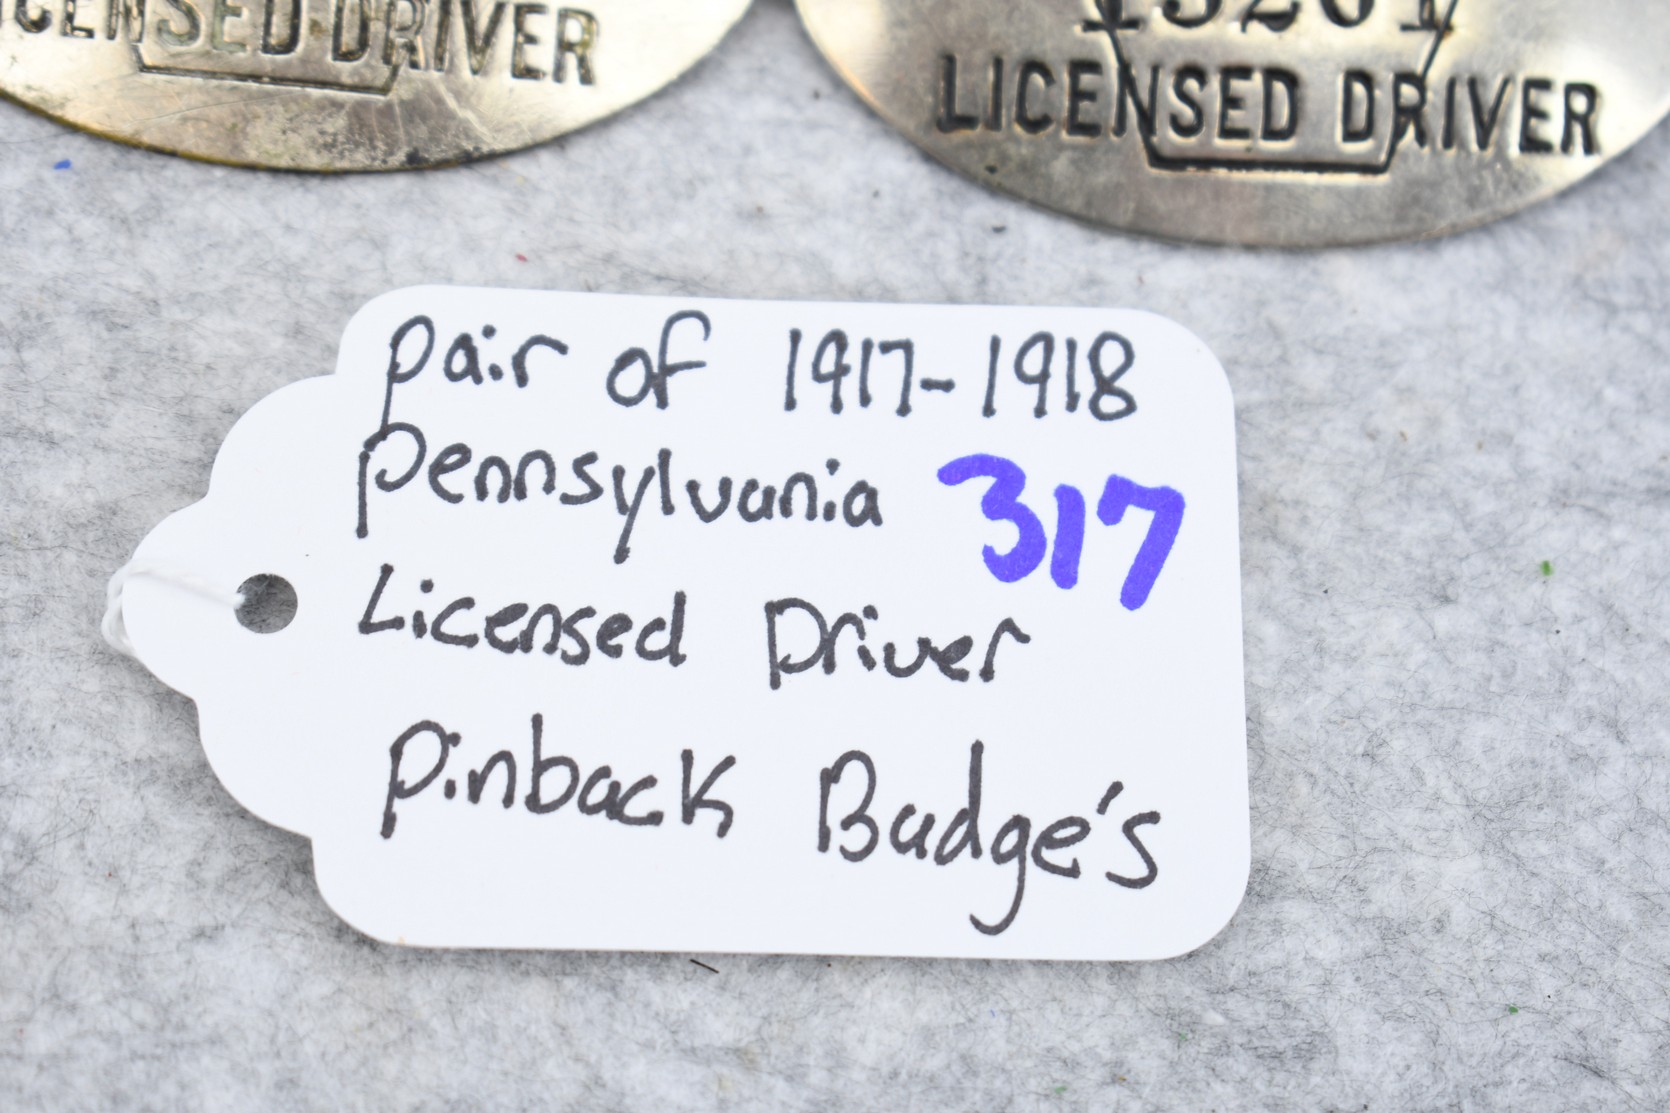 LICENSED DRIVER
LICENSED DRIVER
pair of 1917-1918
Pennsylvania 317
Licensed Driver
Pinback Badge's